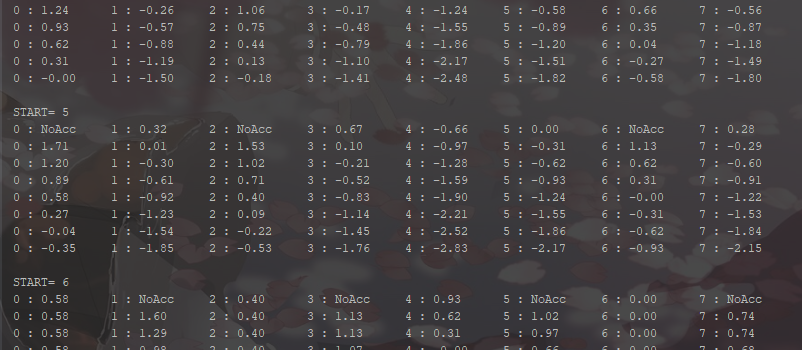 0 : 1.24 1 : -0.26 2 : 1.06 3 : -0.17 4 : -1.24 5 : -0.58 6 : 0.66 7 : -0.56
0 : 0.93 1 : -0.57 2 : 0.75 3 : -0.48 4 : -1.55 5 : -0.89 6 : 0.35 7 : -0.87
0 : 0.62 1 : -0.88 2 : 0.44 3 : -0.79 4 : -1.86 5 : -1.20 6 : 0.04 7 : -1.18
0 : 0.31 1 : -1.19 2 : 0.13 3 : -1.10 4 : -2.17 5 : -1.51 6 : -0.27 7 : -1.49
0 : -0.00 1 : -1.50 2 : -0.18 3 : -1.41 4 : -2.48 5 : -1.82 6 : -0.58 7 : -1.80
START= 5
0 : NoAcc 1 : 0.32 2 : NoAcc 3 : 0.67 4 : -0.66 5 : 0.00 6 : NoAcc 7 : 0.28
0 : 1.71 1 : 0.01 2 : 1.53 3 : 0.10 4 : -0.97 5 : -0.31 6 : 1.13 7 : -0.29
0 : 1.20 1 : -0.30 2 : 1.02 3 : -0.21 4 : -1.28 5 : -0.62 6 : 0.62 7 : -0.60
0 : 0.89 1 : -0.61 2 : 0.71 3 : -0.52 4 : -1.59 5 : -0.93 6 : 0.31 7 : -0.91
0 : 0.58 1 : -0.92 2 : 0.40 3 : -0.83 4 : -1.90 5 : -1.24 6 : -0.00 7 : -1.22
0 : 0.27 1 : -1.23 2 : 0.09 3 : -1.14 4 : -2.21 5 : -1.55 6 : -0.31 7 : -1.53
0 : -0.04 1 : -1.54 2 : -0.22 3 : -1.45 4 : -2.52 5 : -1.86 6 : -0.62 7 : -1.84
0 : -0.35 1 : -1.85 2 : -0.53 3 : -1.76 4 : -2.83 5 : -2.17 6 : -0.93 7 : -2.15
START= 6
0 : 0.58 1 : NoAcc 2 : 0.40 3 : NoAcc 4 : 0.93 5 : NoAcc 6 : 0.00 7 : NoAcc
0 : 0.58 1 : 1.60 2 : 0.40 3 : 1.13 4 : 0.62 5 : 1.02 6 : 0.00 7 : 0.74
0 : 0.58 1 : 1.29 2 : 0.40 3 : 1.13 4 : 0.31 5 : 0.97 6 : 0.00 7 : 0.74